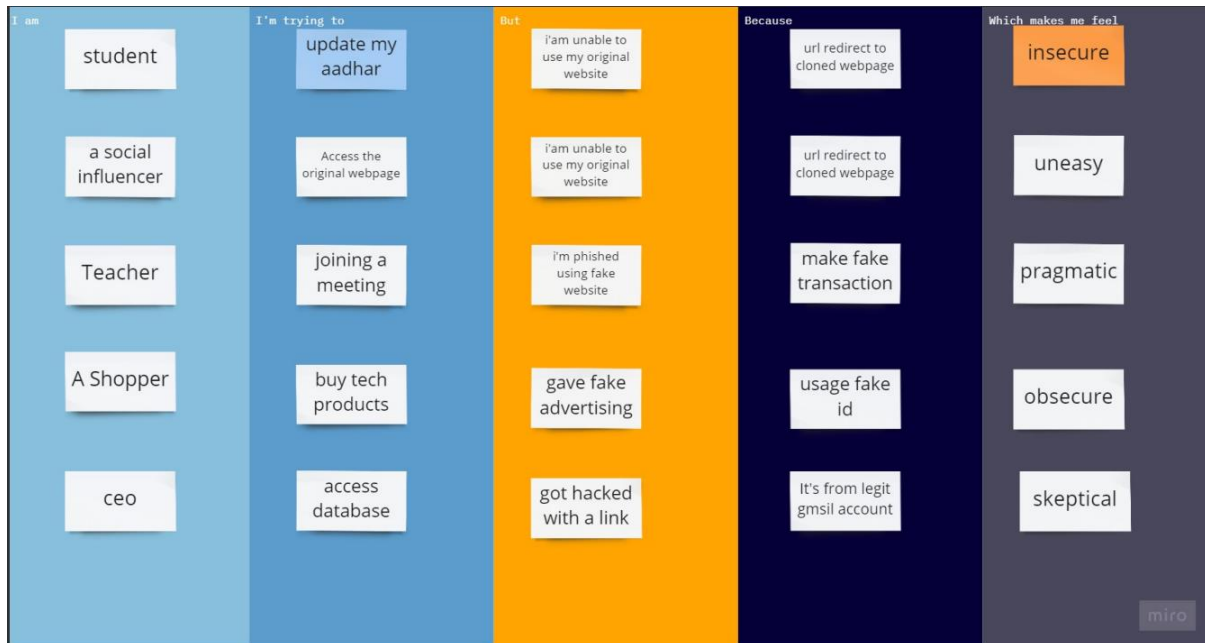 I am
I'm trying to
But
Because
Which makes me feel
student
update my
aadhar
i'am unable to
use my original
website
url redirect to
cloned webpage
insecure
a social
influencer
Access the
original webpage
i'am unable to
use my original
website
url redirect to
cloned webpage
uneasy
Teacher
joining a
meeting
i'm phished
using fake
website
make fake
transaction
pragmatic
A Shopper
buy tech
products
gave fake
advertising
usage fake
id
obsecure
ceo
access
database
got hacked
with a link
It's from legit
gmsil account
skeptical
miro